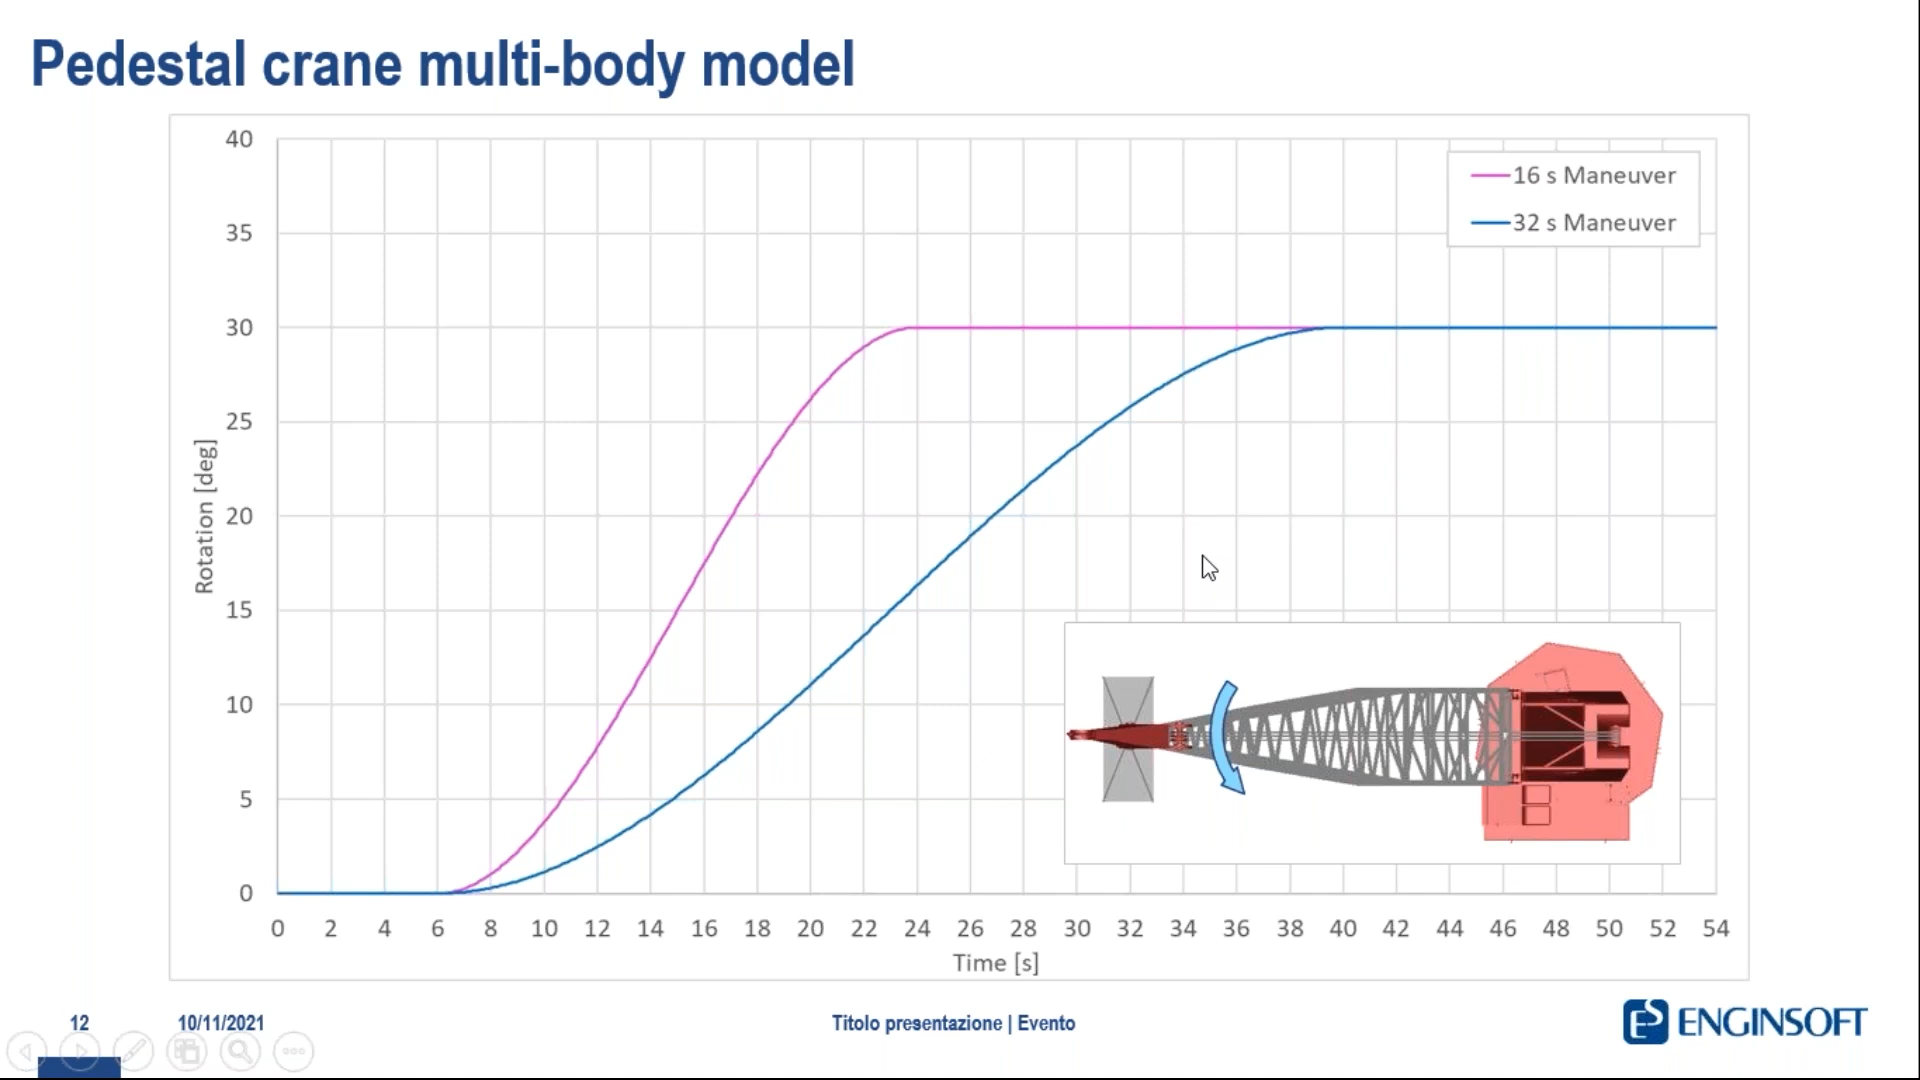 Pedestal crane multi-body model
40
35
30
25
20
15
10
5
0
Rotation [deg]
16 s Maneuver
32 s Maneuver
0 2 4 6 8 10 12 14 16 18 20 22 24 26 28 30 32 34 36 38 40 42 44 46 48 50 52 54
Time [s]
12 10/11/2021 Titolo presentazione | Evento
ENGINSOFT